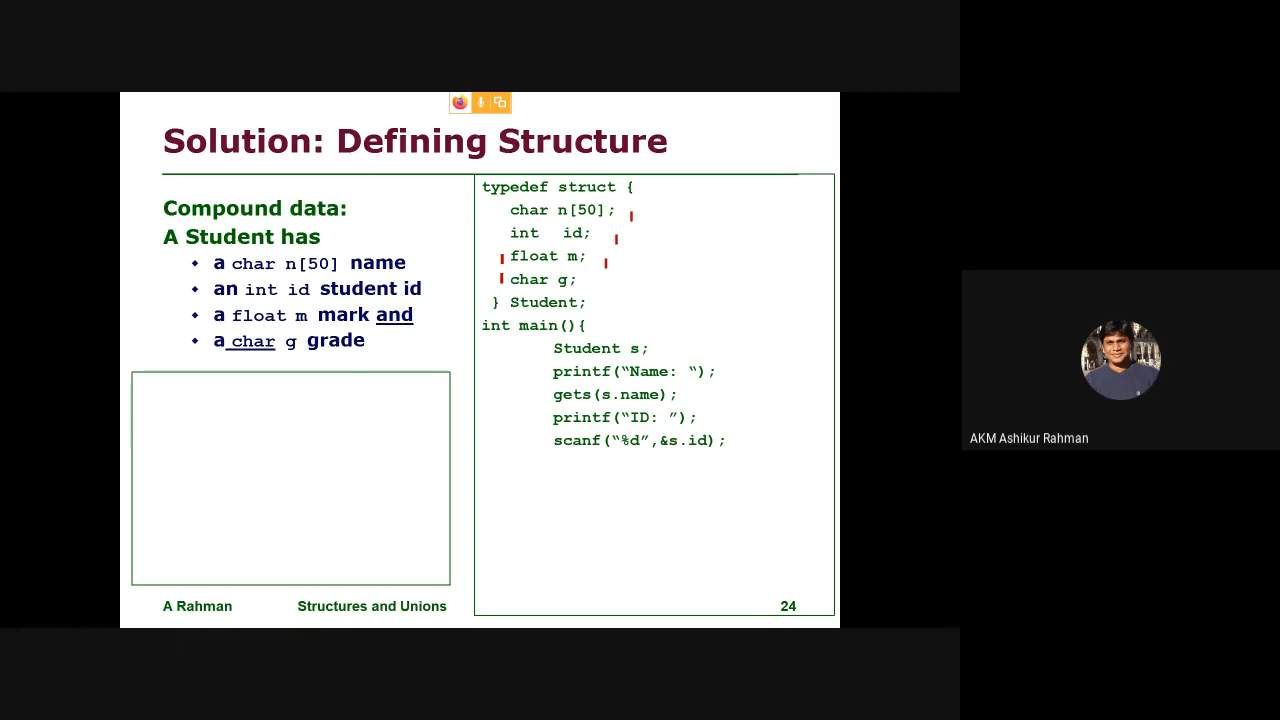 Solution: Defining Structure
Compound data:
A Student has
a char n[50] name
an int id student id
a float m mark and
a char g grade
typedef struct {
char n[50];
int id;
float m;
char g;
} Student;
int main(){
Student s;
printf(“Name: “);
gets(s.name);
printf(“ID: ”);
scanf(“%d”,&s.id);
A Rahman
Structures and Unions
24
AKM Ashikur Rahman